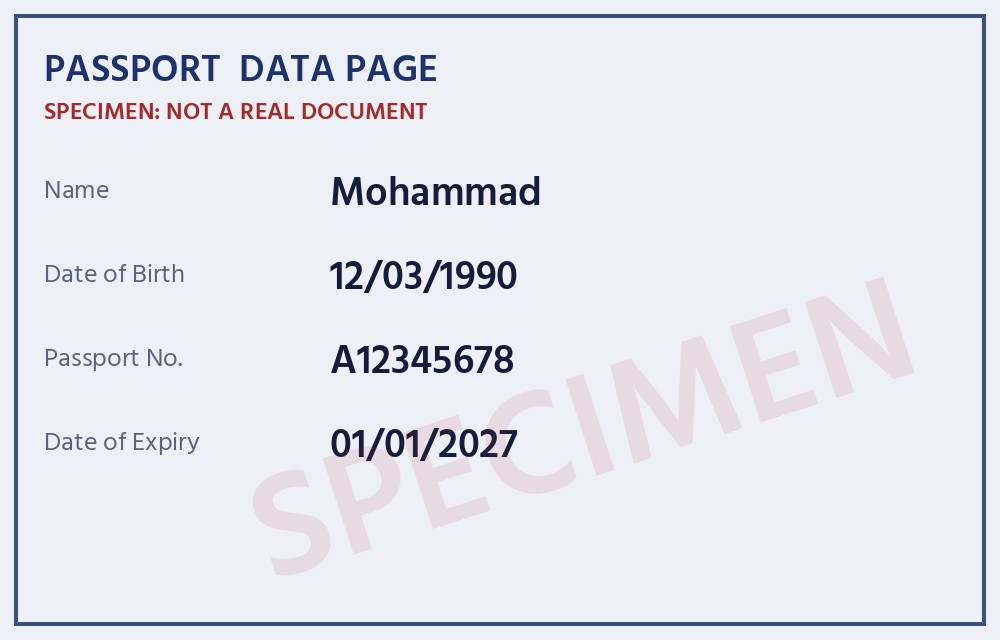 PASSPORT DATA PAGE
SPECIMEN: NOT A REAL DOCUMENT
Name Mohammad
Date of Birth 12/03/1990
Passport No. A12345678
Date of Expiry 01/01/2027
SPECIMEN